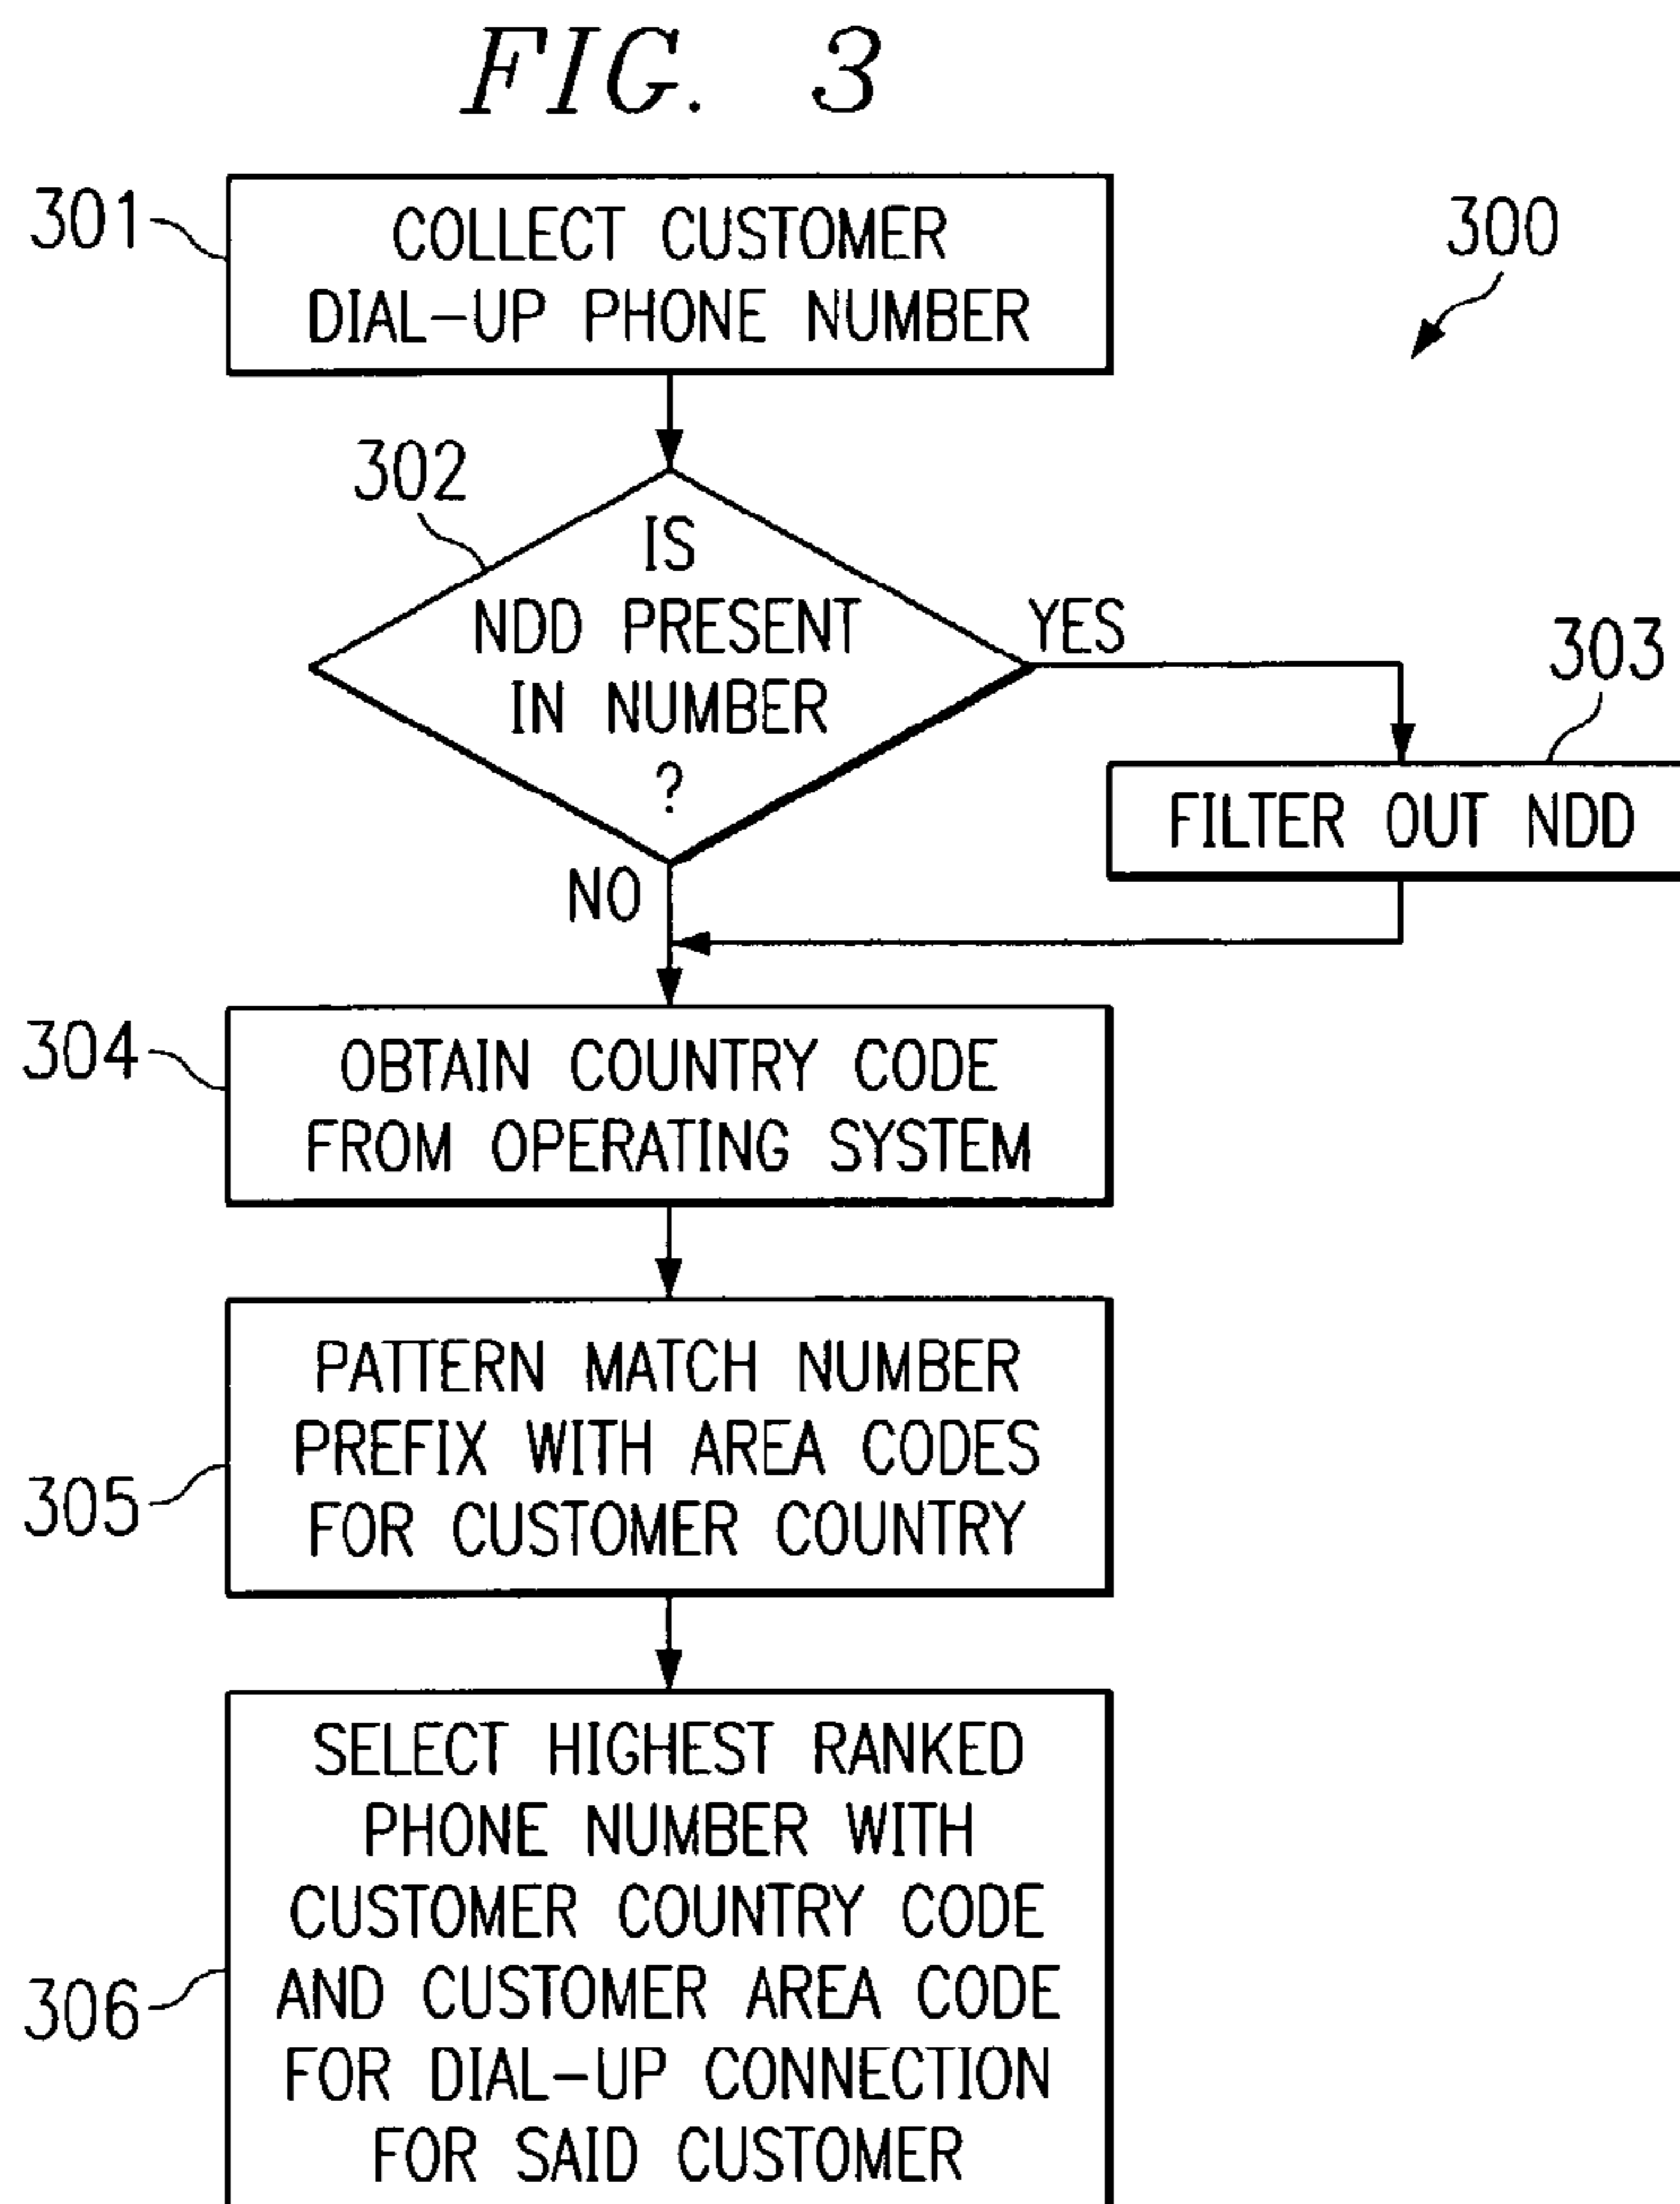 FIG. 3
301
COLLECT CUSTOMER
DIAL-UP PHONE NUMBER
300
302
IS
NDD PRESENT
IN NUMBER
?
YES
303
FILTER OUT NDD
NO
304
OBTAIN COUNTRY CODE
FROM OPERATING SYSTEM
305
PATTERN MATCH NUMBER
PREFIX WITH AREA CODES
FOR CUSTOMER COUNTRY
306
SELECT HIGHEST RANKED
PHONE NUMBER WITH
CUSTOMER COUNTRY CODE
AND CUSTOMER AREA CODE
FOR DIAL-UP CONNECTION
FOR SAID CUSTOMER